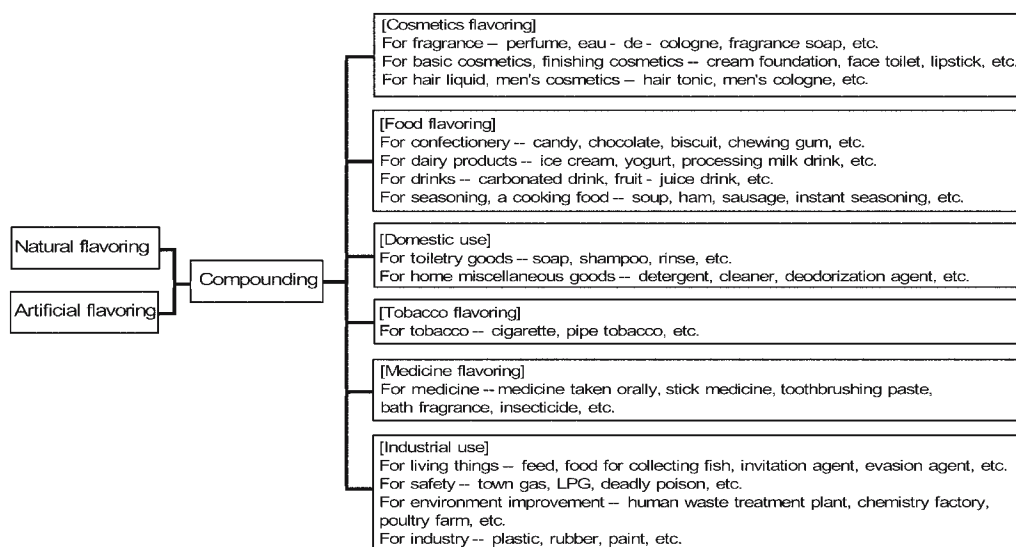 Natural flavoring
Artificial flavoring
Compounding
[Cosmetics flavoring]
For fragrance -- perfume, eau - de - cologne, fragrance soap, etc.
For basic cosmetics, finishing cosmetics -- cream foundation, face toilet, lipstick, etc.
For hair liquid, men's cosmetics -- hair tonic, men's cologne, etc.
[Food flavoring]
For confectionery -- candy, chocolate, biscuit, chewing gum, etc.
For dairy products -- ice cream, yogurt, processing milk drink, etc.
For drinks -- carbonated drink, fruit - juice drink, etc.
For seasoning, a cooking food -- soup, ham, sausage, instant seasoning, etc.
[Domestic use]
For toiletry goods -- soap, shampoo, rinse, etc.
For home miscellaneous goods -- detergent, cleaner, deodorization agent, etc.
[Tobacco flavoring]
For tobacco -- cigarette, pipe tobacco, etc.
[Medicine flavoring]
For medicine -- medicine taken orally, stick medicine, toothbrushing paste,
bath fragrance, insecticide, etc.
[Industrial use]
For living things -- feed, food for collecting fish, invitation agent, evasion agent, etc.
For safety -- town gas, LPG, deadly poison, etc.
For environment improvement -- human waste treatment plant, chemistry factory,
poultry farm, etc.
For industry -- plastic, rubber, paint, etc.